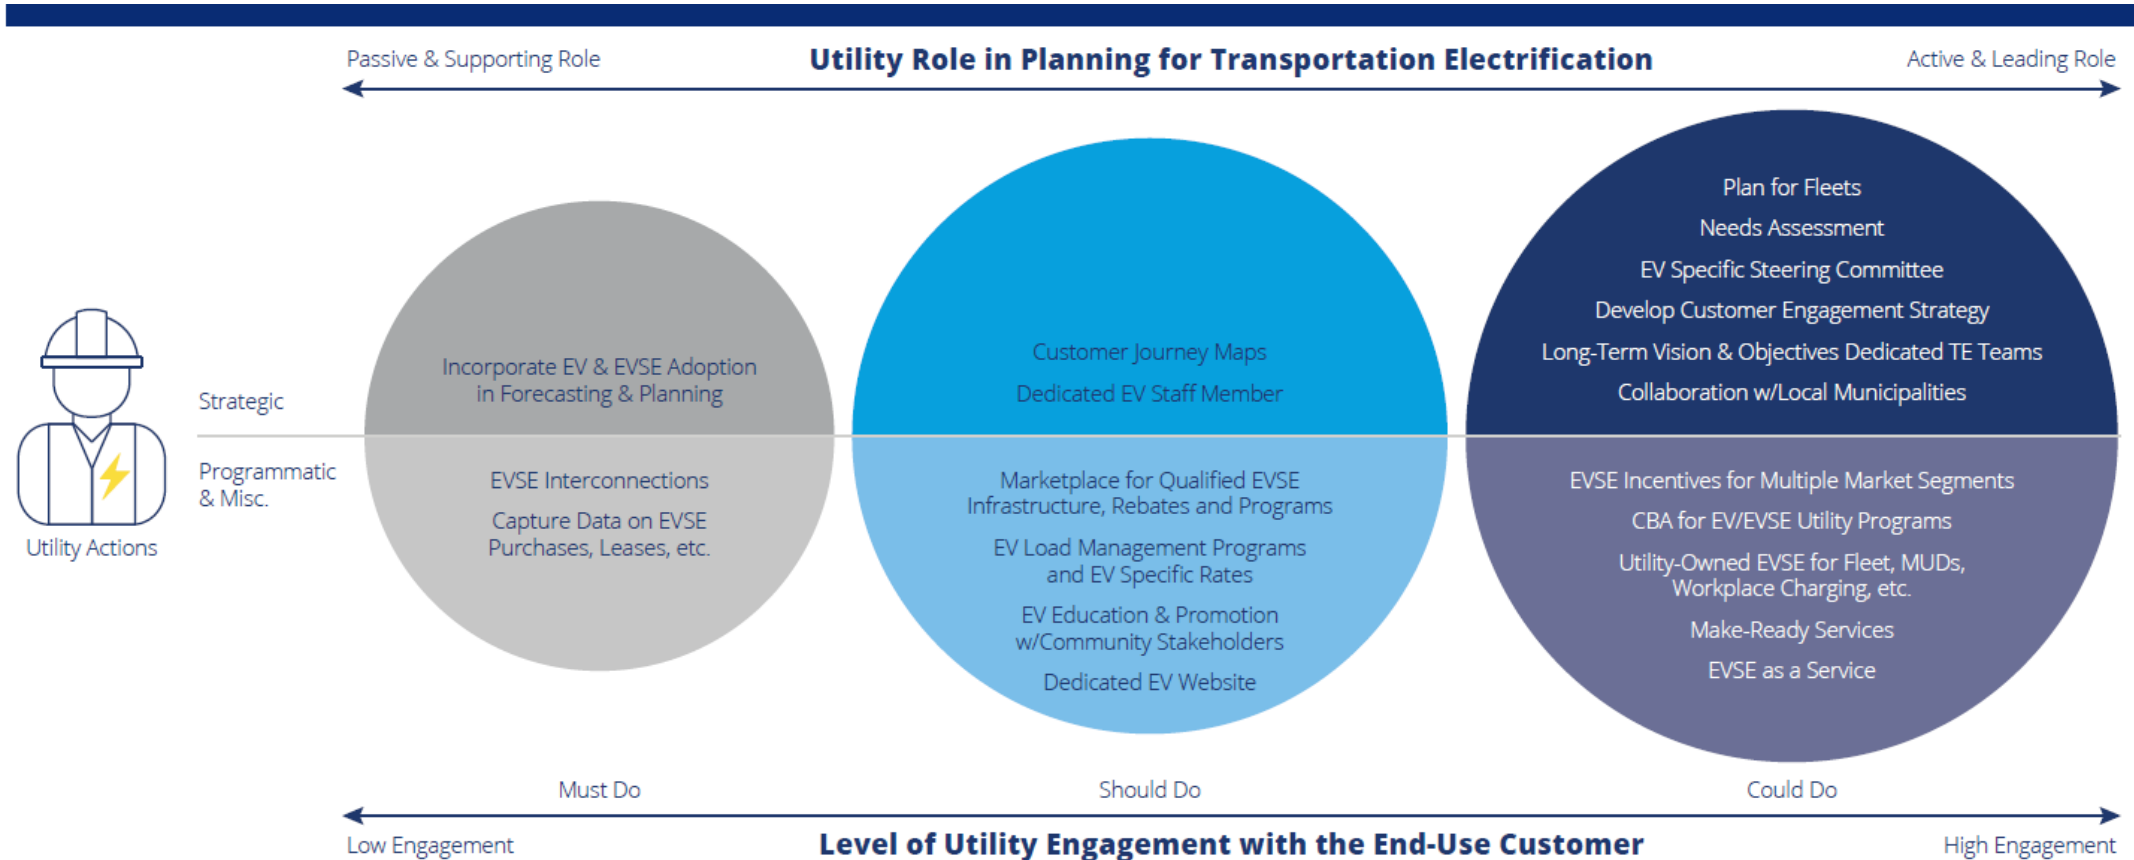 Passive & Supporting Role
Utility Role in Planning for Transportation Electrification
Active & Leading Role
Utility Actions
Strategic
Programmatic
& Misc.
Incorporate EV & EVSE Adoption
in Forecasting & Planning
EVSE Interconnections
Capture Data on EVSE
Purchases, Leases, etc.
Customer Journey Maps
Dedicated EV Staff Member
Marketplace for Qualified EVSE
Infrastructure, Rebates and Programs
EV Load Management Programs
and EV Specific Rates
EV Education & Promotion
w/Community Stakeholders
Dedicated EV Website
Plan for Fleets
Needs Assessment
EV Specific Steering Committee
Develop Customer Engagement Strategy
Long-Term Vision & Objectives Dedicated TE Teams
Collaboration w/Local Municipalities
EVSE Incentives for Multiple Market Segments
CBA for EV/EVSE Utility Programs
Utility-Owned EVSE for Fleet, MUDs,
Workplace Charging, etc.
Make-Ready Services
EVSE as a Service
Must Do
Should Do
Could Do
Low Engagement
Level of Utility Engagement with the End-Use Customer
High Engagement